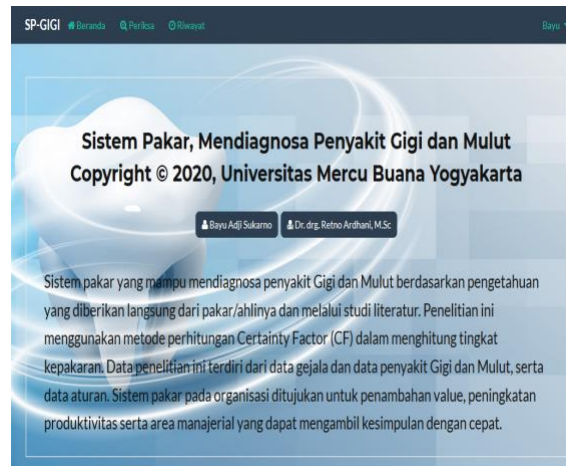 SP-GIGI Beranda Periksa Riwayat Bayu
Sistem Pakar, Mendiagnosa Penyakit Gigi dan Mulut
Copyright © 2020, Universitas Mercu Buana Yogyakarta
Bayu Adji Sukarno Dr. drg. Retno Ardhani, M.Sc
Sistem pakar yang mampu mendiagnosa penyakit Gigi dan Mulut berdasarkan pengetahuan
yang diberikan langsung dari pakar/ahlinya dan melalui studi literatur. Penelitian ini
menggunakan metode perhitungan Certainty Factor (CF) dalam menghitung tingkat
kepakaran. Data penelitian ini terdiri dari data gejala dan data penyakit Gigi dan Mulut, serta
data aturan. Sistem pakar pada organisasi ditujukan untuk penambahan value, peningkatan
produktivitas serta area manajerial yang dapat mengambil kesimpulan dengan cepat.